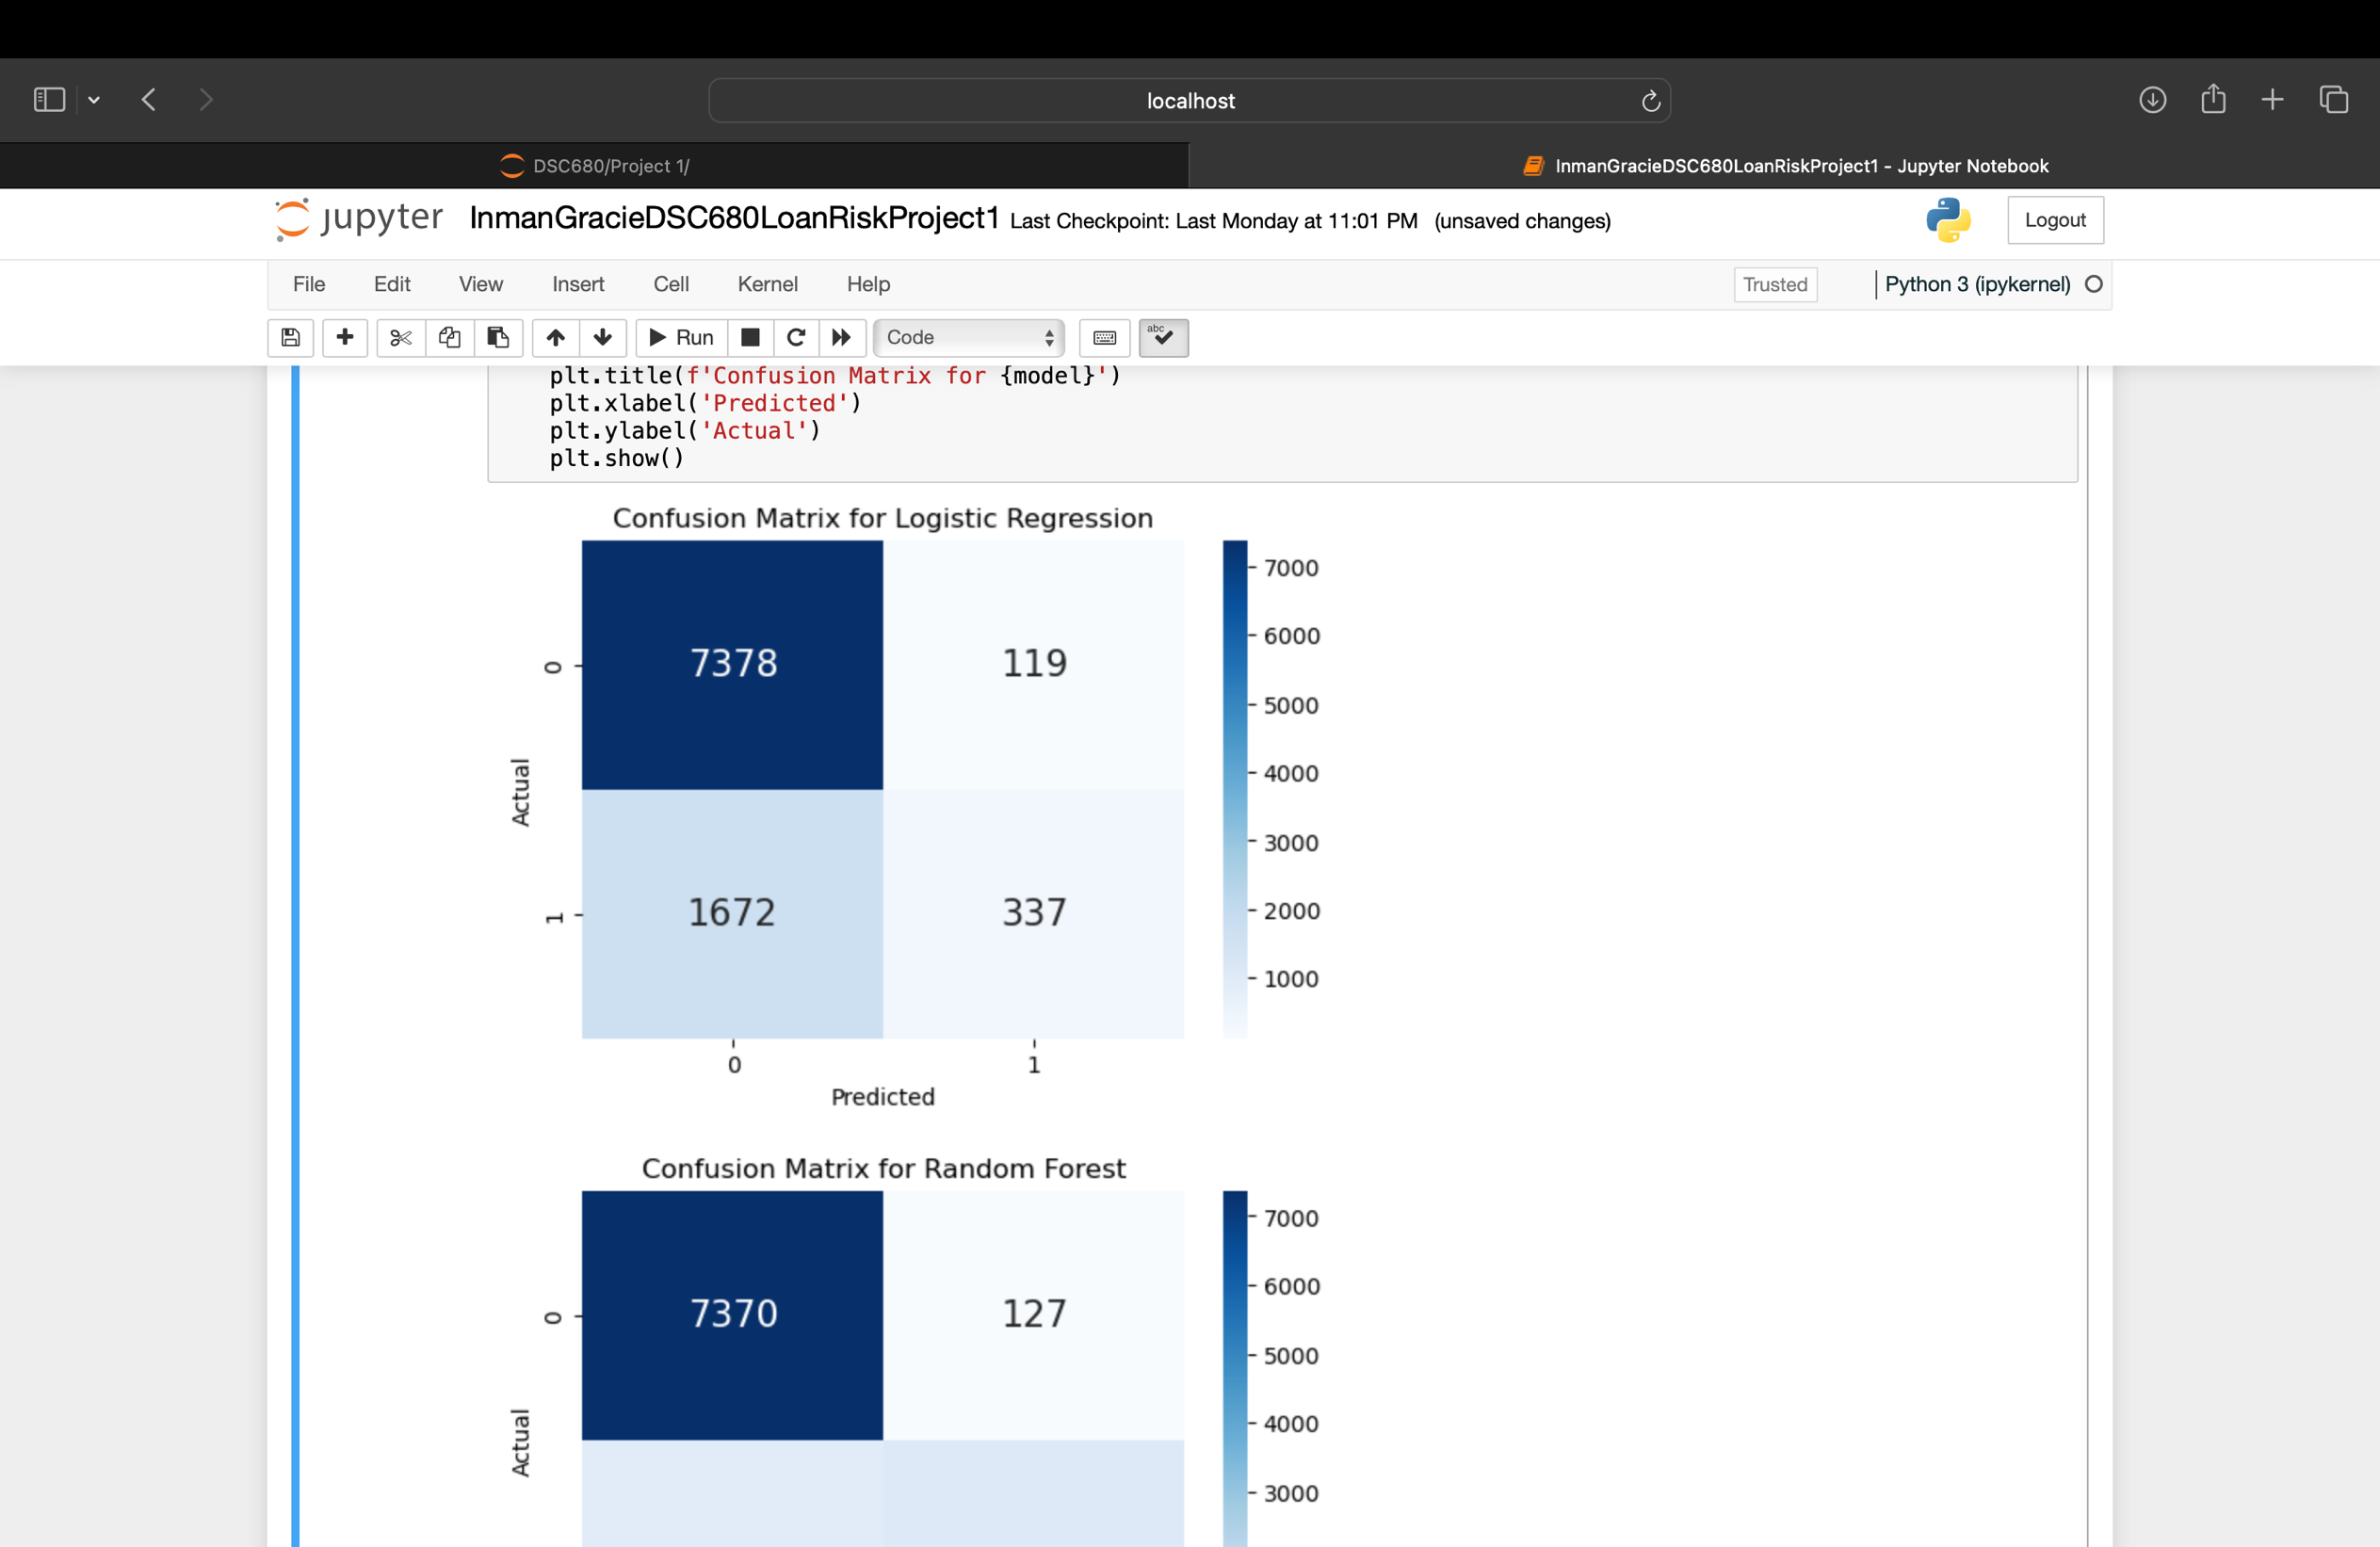 localhost
DSC680/Project 1/
InmanGracieDSC680LoanRiskProject1 - Jupyter Notebook
jupyter InmanGracieDSC680LoanRiskProject1 Last Checkpoint: Last Monday at 11:01 PM (unsaved changes)
Logout
File Edit View Insert Cell Kernel Help
Trusted
Python 3 (ipykernel)
Run
Code
abc
plt.title(f'Confusion Matrix for {model}')
plt.xlabel('Predicted')
plt.ylabel('Actual')
plt.show()
Confusion Matrix for Logistic Regression
7000
6000
5000
4000
3000
2000
1000
0
7378 119
Actual
1
1672 337
0 1
Predicted
Confusion Matrix for Random Forest
7000
6000
5000
4000
3000
0
7370 127
Actual